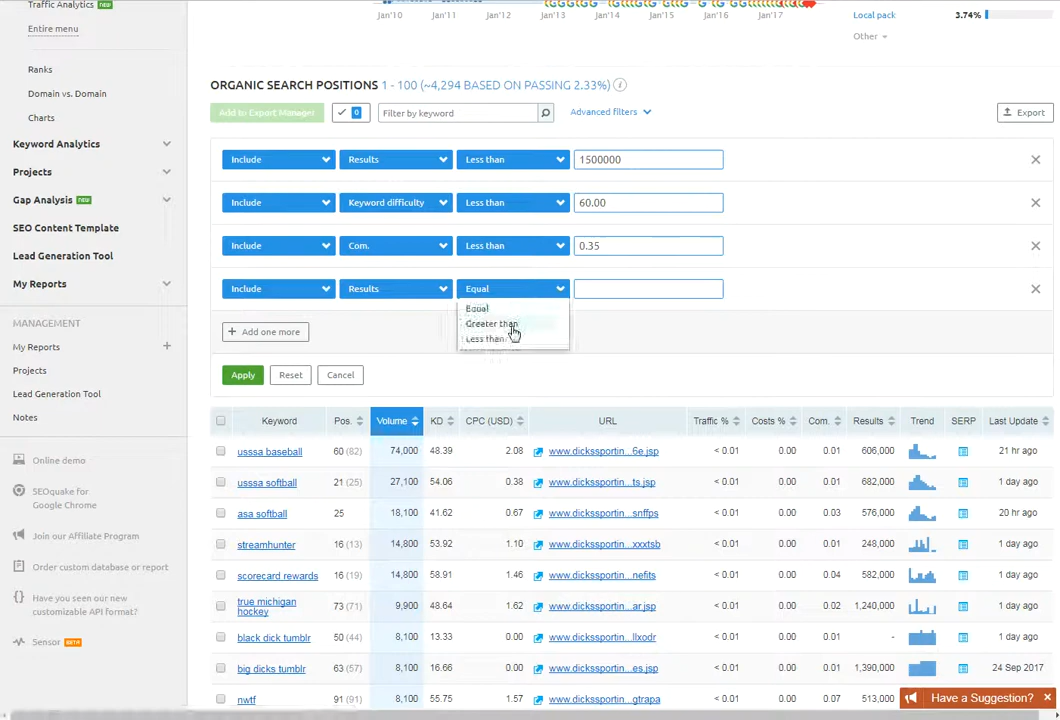 Traffic Analytics new
Entire menu
Ranks
Domain vs. Domain
Charts
Keyword Analytics
Projects
Gap Analysis new
SEO Content Template
Lead Generation Tool
My Reports
MANAGEMENT
My Reports +
Projects
Lead Generation Tool
Notes
Online demo
SEOquake for
Google Chrome
Join our Affiliate Program
Order custom database or report
Have you seen our new
customizable API format?
Sensor BETA
Jan'10 Jan'11 Jan'12 Jan'13 Jan'14 Jan'15 Jan'16 Jan'17
Local pack 3.74%
Other
ORGANIC SEARCH POSITIONS 1 - 100 (~4,294 BASED ON PASSING 2.33%) i
Add to Export Manager 0 Filter by keyword Advanced filters Export
Include Results Less than 1500000
Include Keyword difficulty Less than 60.00
Include Com. Less than 0.35
Include Results Equal
Equal
Greater than
Less than
+ Add one more
Apply Reset Cancel
Keyword Pos. Volume KD CPC (USD) URL Traffic % Costs % Com. Results Trend SERP Last Update
usssa baseball 60 (82) 74,000 48.39 2.08 www.dickssportin...6e.jsp < 0.01 0.00 0.01 606,000 21 hr ago
usssa softball 21 (25) 27,100 54.06 0.38 www.dickssportin...ts.jsp < 0.01 0.00 0.01 682,000 1 day ago
asa softball 25 18,100 41.62 0.67 www.dickssportin...snffps < 0.01 0.00 0.03 576,000 20 hr ago
streamhunter 16 (13) 14,800 53.92 1.10 www.dickssportin...xxxtsb < 0.01 0.00 0.01 248,000 1 day ago
scorecard rewards 16 (19) 14,800 58.91 1.46 www.dickssportin...nefits < 0.01 0.00 0.04 582,000 1 day ago
true michigan
hockey 73 (71) 9,900 48.64 1.62 www.dickssportin...ar.jsp < 0.01 0.00 0.02 1,240,000 1 day ago
black dick tumblr 50 (44) 8,100 13.33 0.00 www.dickssportin...llxodr < 0.01 0.00 0.01 - 1 day ago
big dicks tumblr 63 (57) 8,100 16.66 0.00 www.dickssportin...es.jsp < 0.01 0.00 0.01 1,390,000 24 Sep 2017
nwtf 91 (91) 8,100 55.75 1.57 www.dickssportin...gtrapa < 0.01 0.00 0.07 513,000
Have a Suggestion?